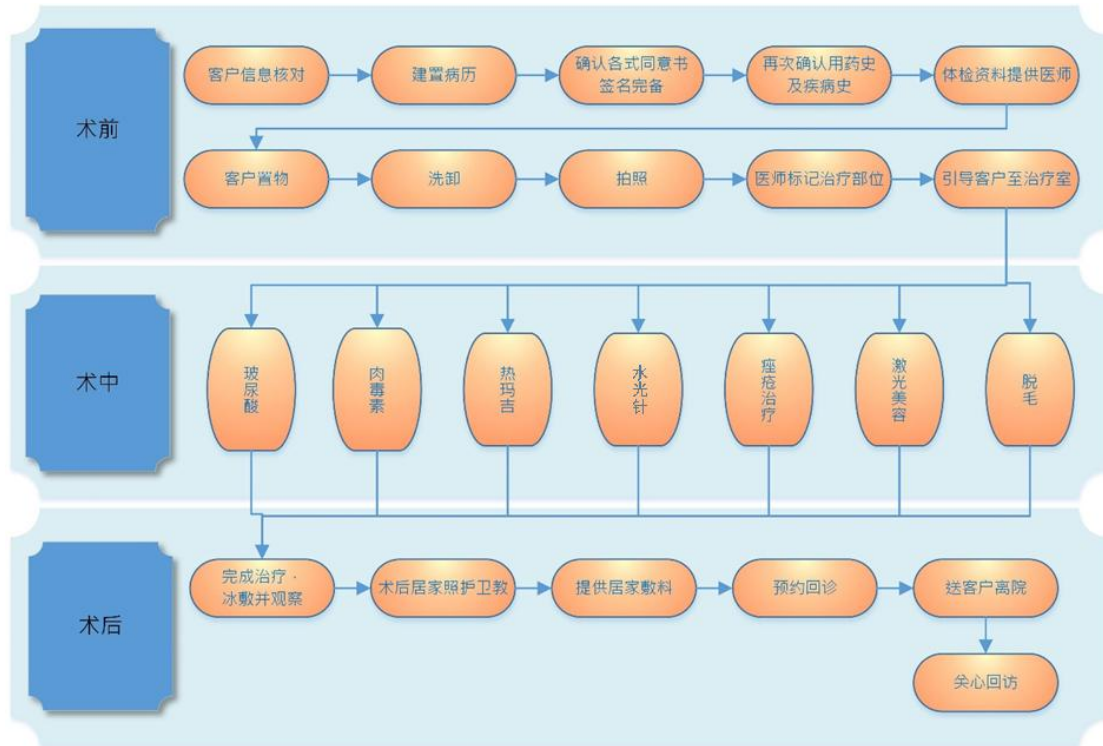 术前
客户信息核对
建置病历
确认各式同意书
签名完备
再次确认用药史
及疾病史
体检资料提供医师
客户置物
洗卸
拍照
医师标记治疗部位
引导客户至治疗室
术中
玻尿酸
肉毒素
热玛吉
水光针
痤疮治疗
激光美容
脱毛
术后
完成治疗·
冰敷并观察
术后居家照护卫教
提供居家敷料
预约回诊
送客户离院
关心回访